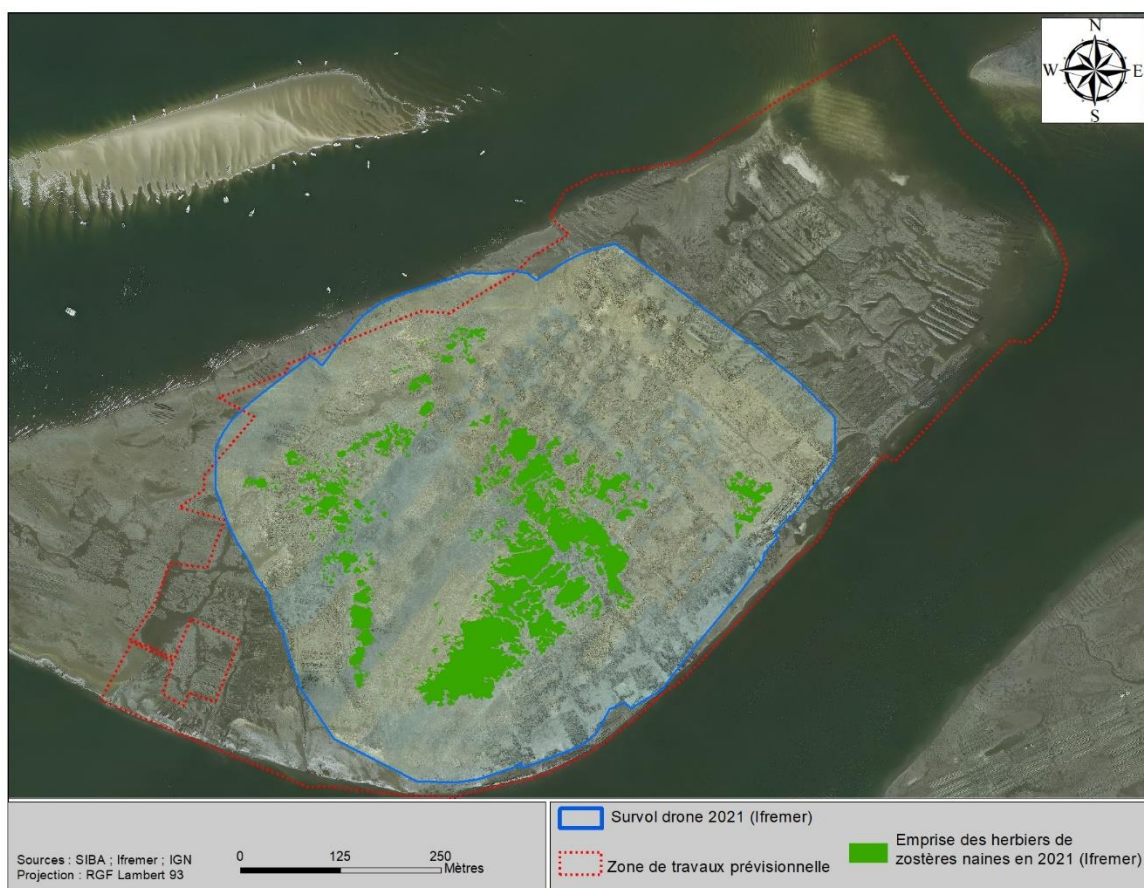 N
W E
S
Sources : SIBA ; Ifremer ; IGN
Projection : RGF Lambert 93
0 125 250
Mètres
Survol drone 2021 (Ifremer)
Zone de travaux prévisionnelle
Emprise des herbiers de
zostères naines en 2021 (Ifremer)